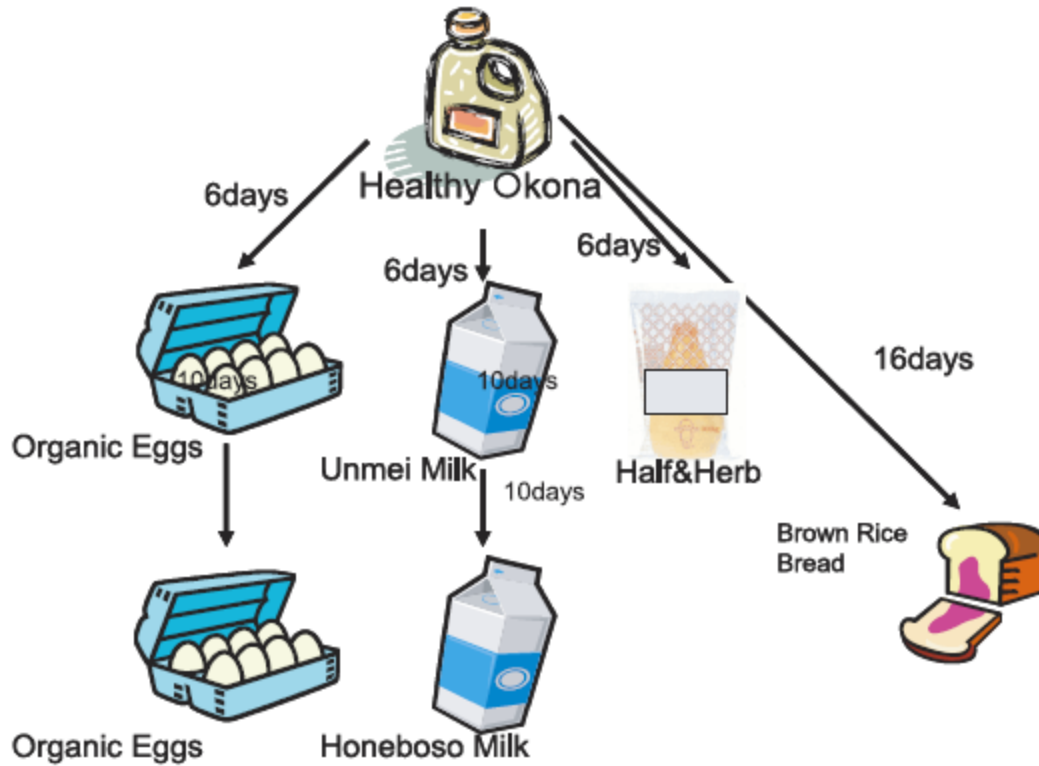 Healthy Okona
6days
6days
6days
16days
10days
10days
Organic Eggs
Unmei Milk
Half&Herb
10days
Brown Rice
Bread
Organic Eggs
Honeboso Milk